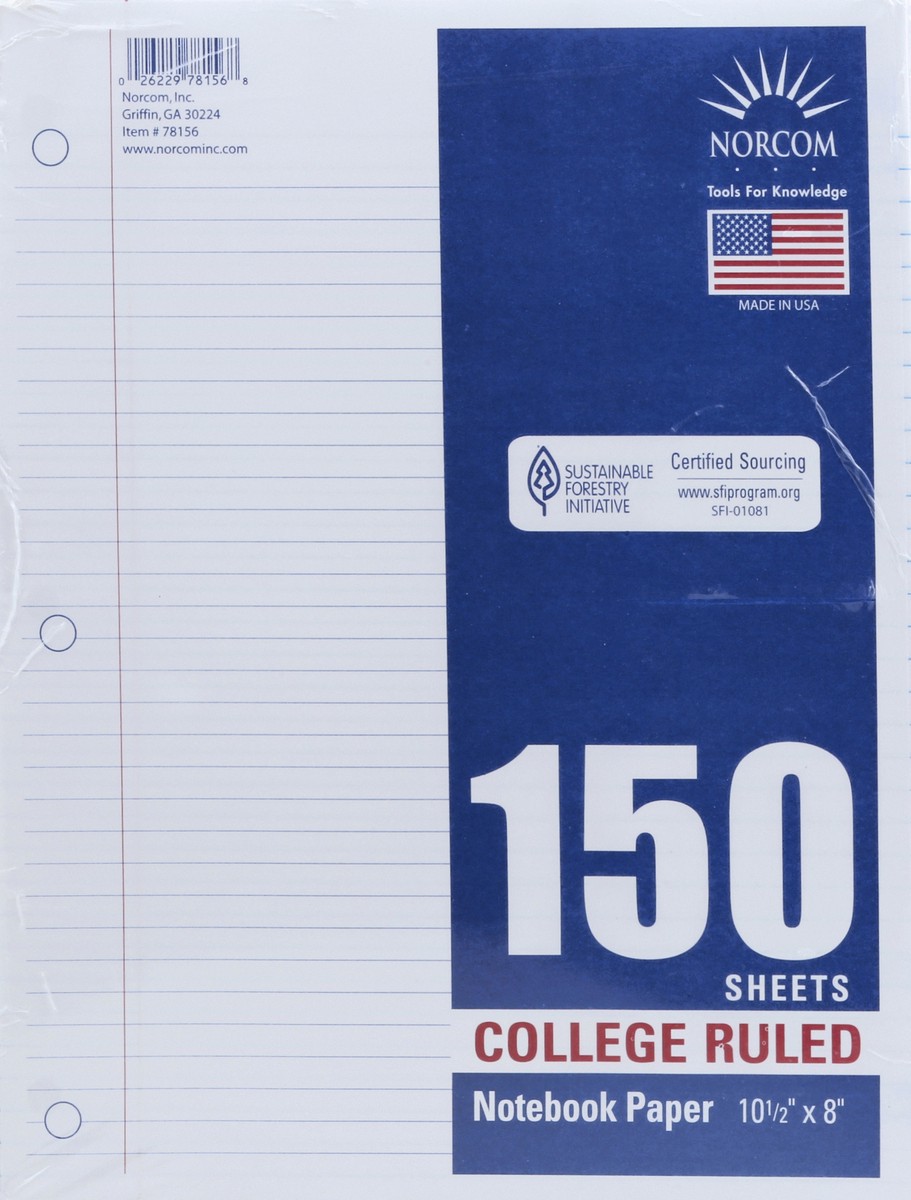 0 26229 78156 8
Norcom, Inc.
Griffin, GA 30224
Item # 78156
www.norcominc.com
NORCOM
Tools For Knowledge
MADE IN USA
SUSTAINABLE
FORESTRY
INITIATIVE
Certified Sourcing
www.sfiprogram.org
SFI-01081
150
SHEETS
COLLEGE RULED
Notebook Paper 10 1/2" x 8"